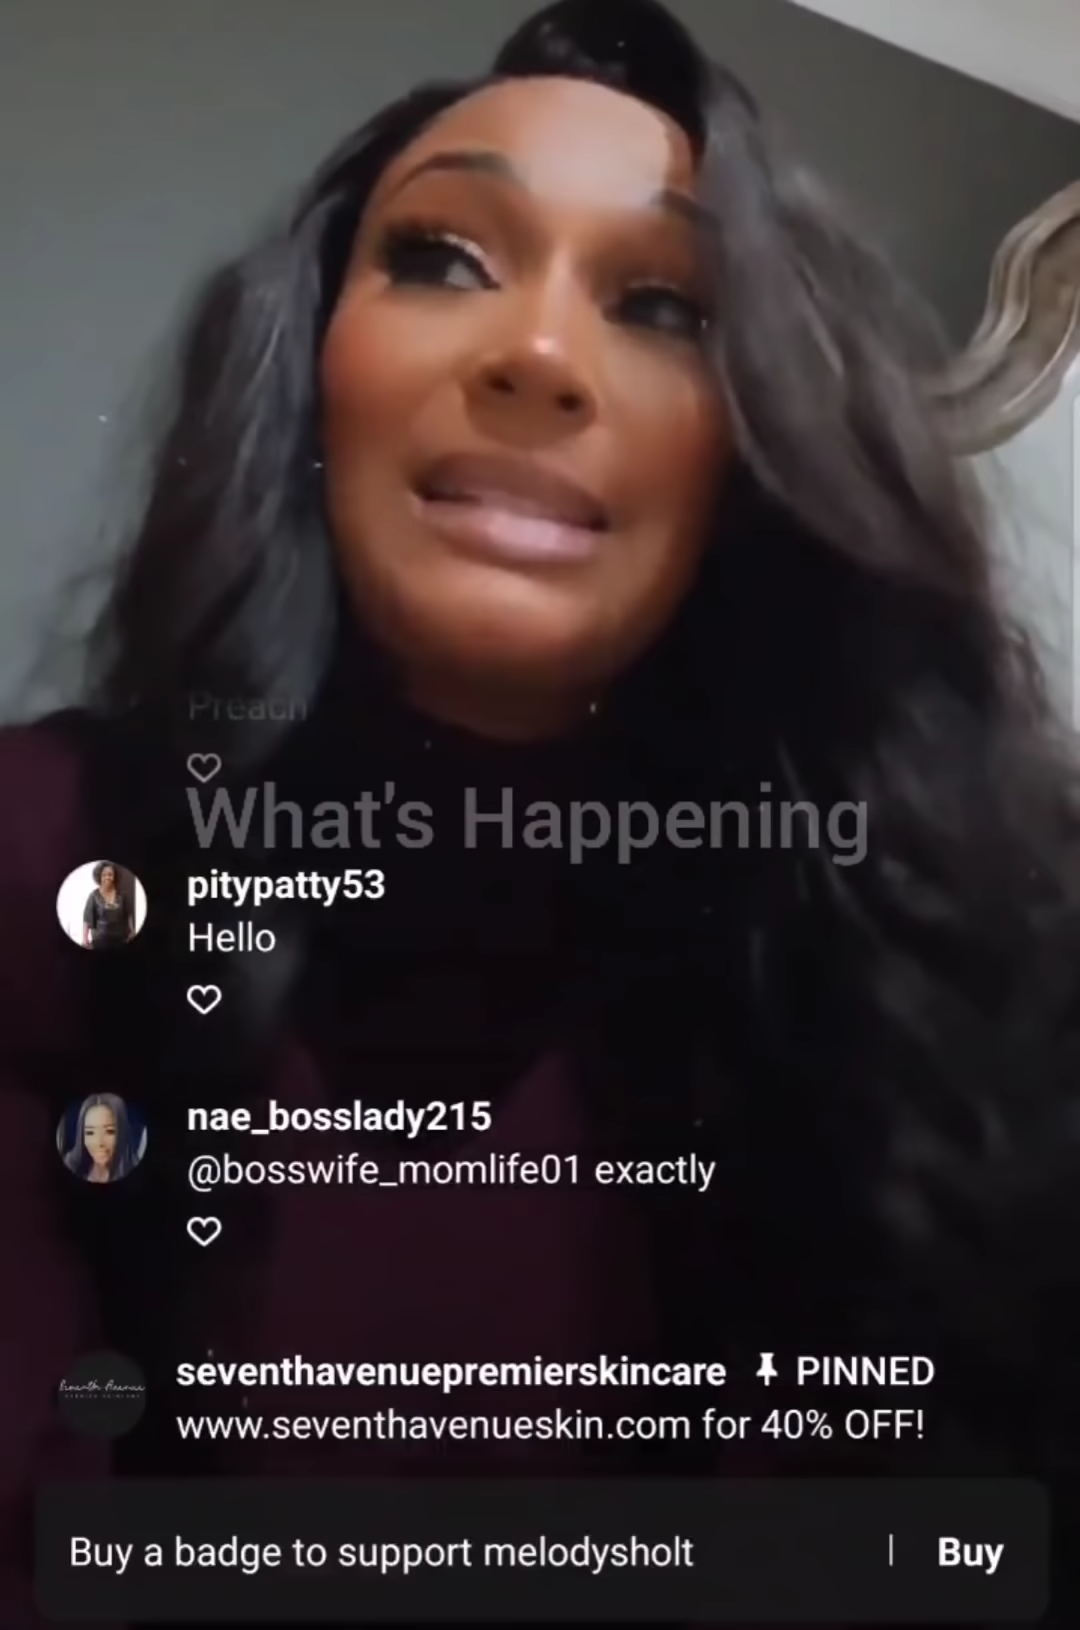 Preach
What's Happening
pitypatty53
Hello
nae_bosslady215
@bosswife_momlife01 exactly
seventhavenuepremierskincare PINNED
www.seventhavenueskin.com for 40% OFF!
Buy a badge to support melodysholt | Buy